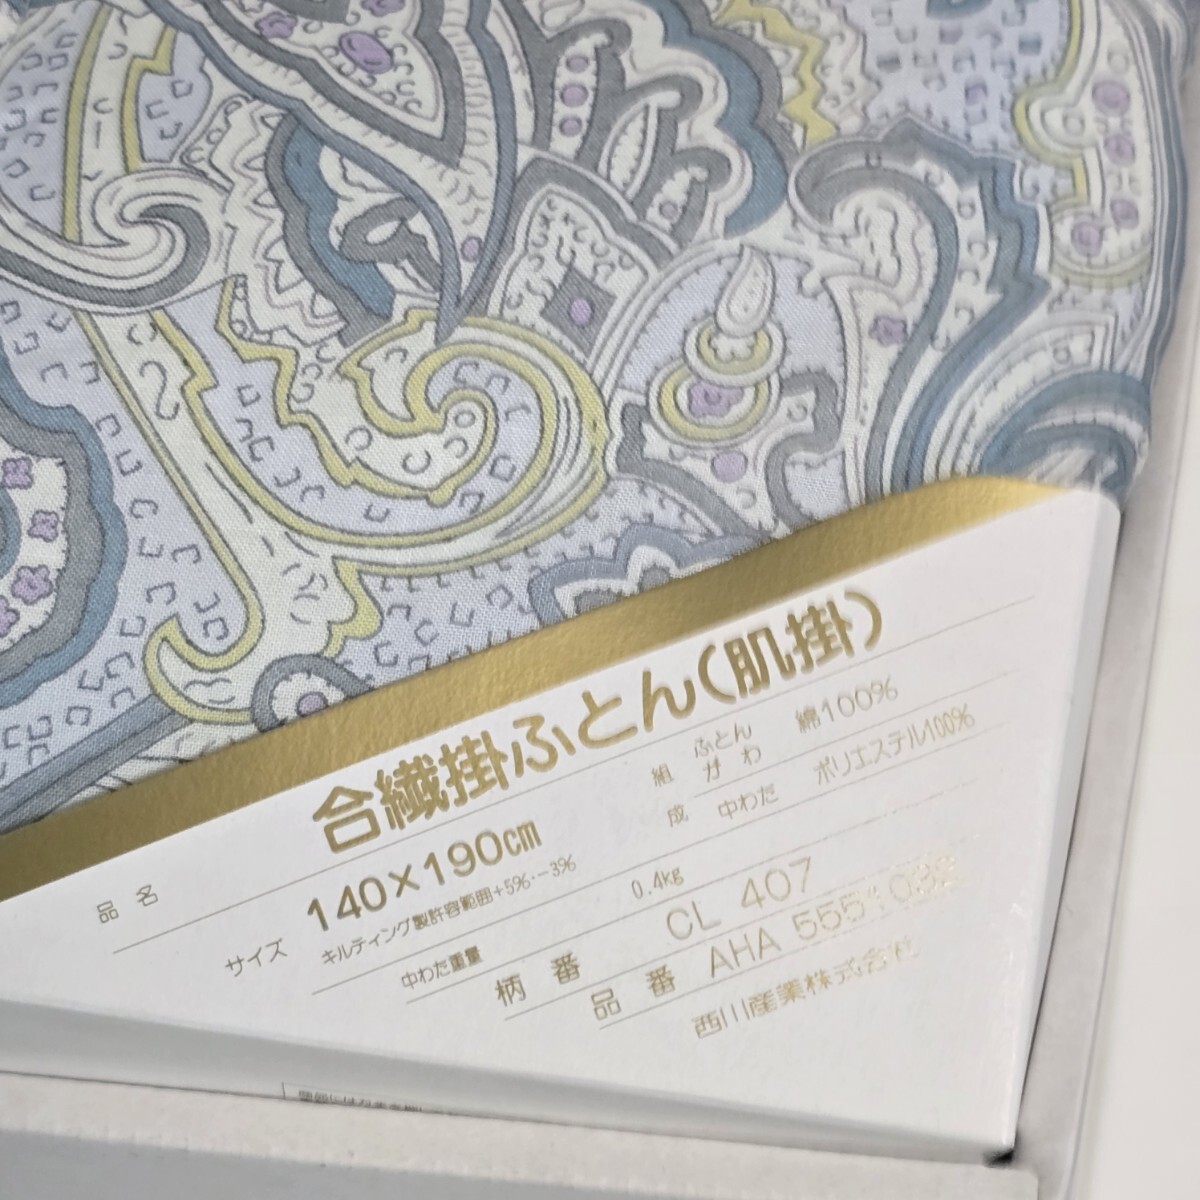 品名 合繊掛ふとん(肌掛)
サイズ 140×190cm
キルティング製許容範囲+5%·-3%
組成 ふとんがわ 綿100%
中わた ポリエステル100%
中わた重量 0.4kg
柄番 CL 407
品番 AHA 555
西川産業株式会社